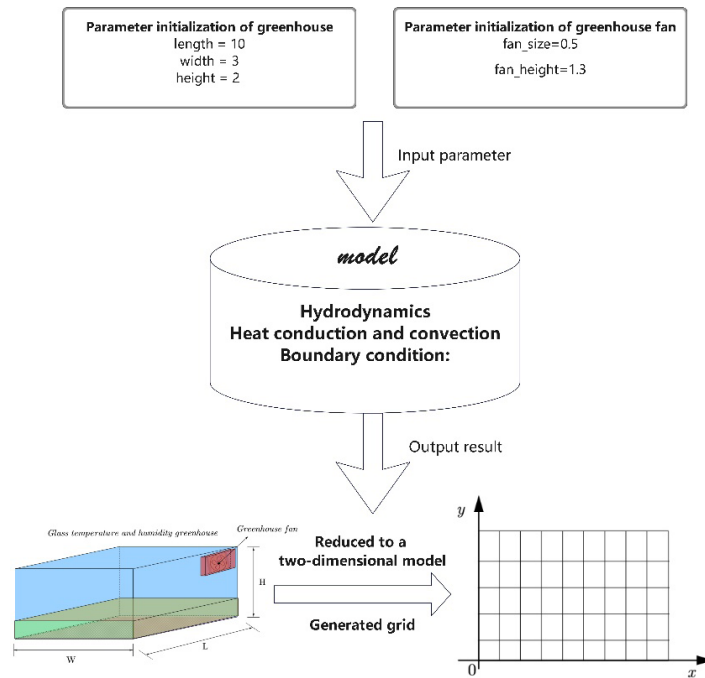 Parameter initialization of greenhouse
length = 10
width = 3
height = 2
Parameter initialization of greenhouse fan
fan_size=0.5
fan_height=1.3
Input parameter
model
Hydrodynamics
Heat conduction and convection
Boundary condition:
Output result
Glass temperature and humidity greenhouse
Greenhouse fan
H
L
W
Reduced to a
two-dimensional model
Generated grid
y
0
x